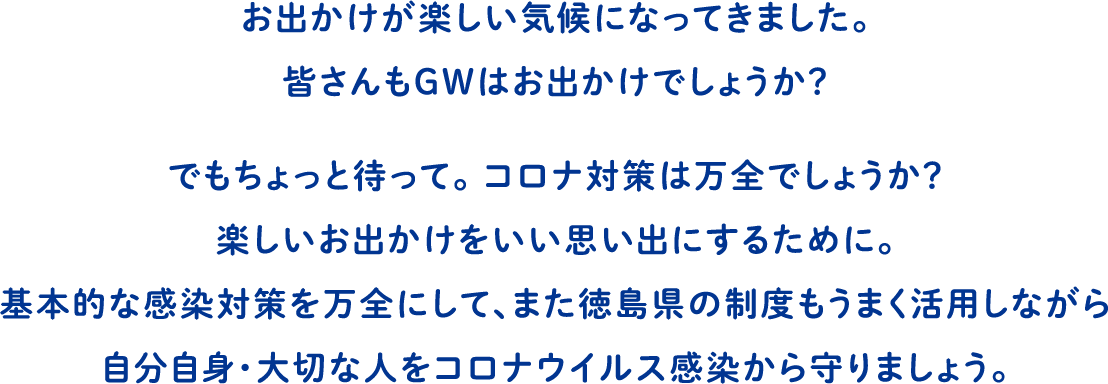 お出かけが楽しい気候になってきました。
皆さんもGWはお出かけでしょうか？
でもちょっと待って。コロナ対策は万全でしょうか？
楽しいお出かけをいい思い出にするために。
基本的な感染対策を万全にして、また徳島県の制度もうまく活用しながら
自分自身・大切な人をコロナウイルス感染から守りましょう。